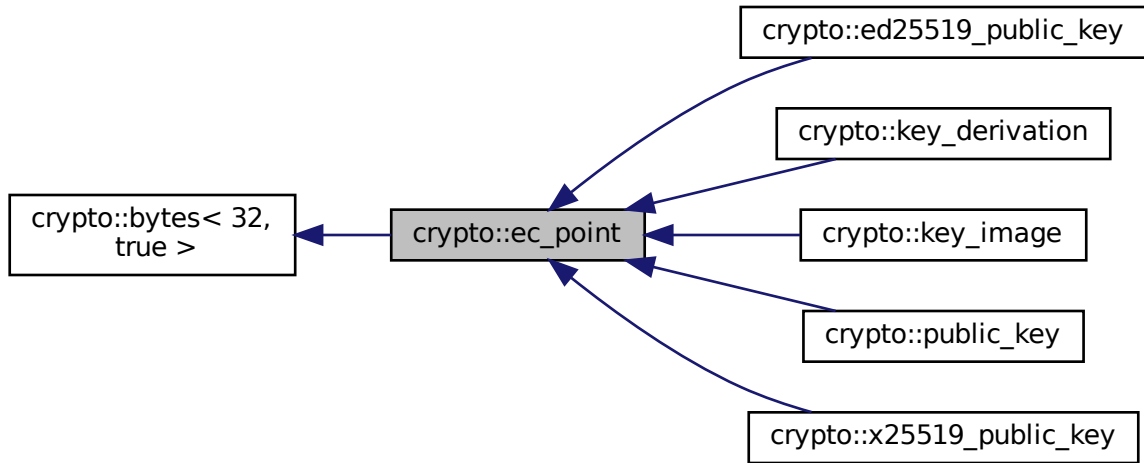 crypto::ed25519_public_key
crypto::key_derivation
crypto::bytes< 32,
true >
crypto::ec_point
crypto::key_image
crypto::public_key
crypto::x25519_public_key